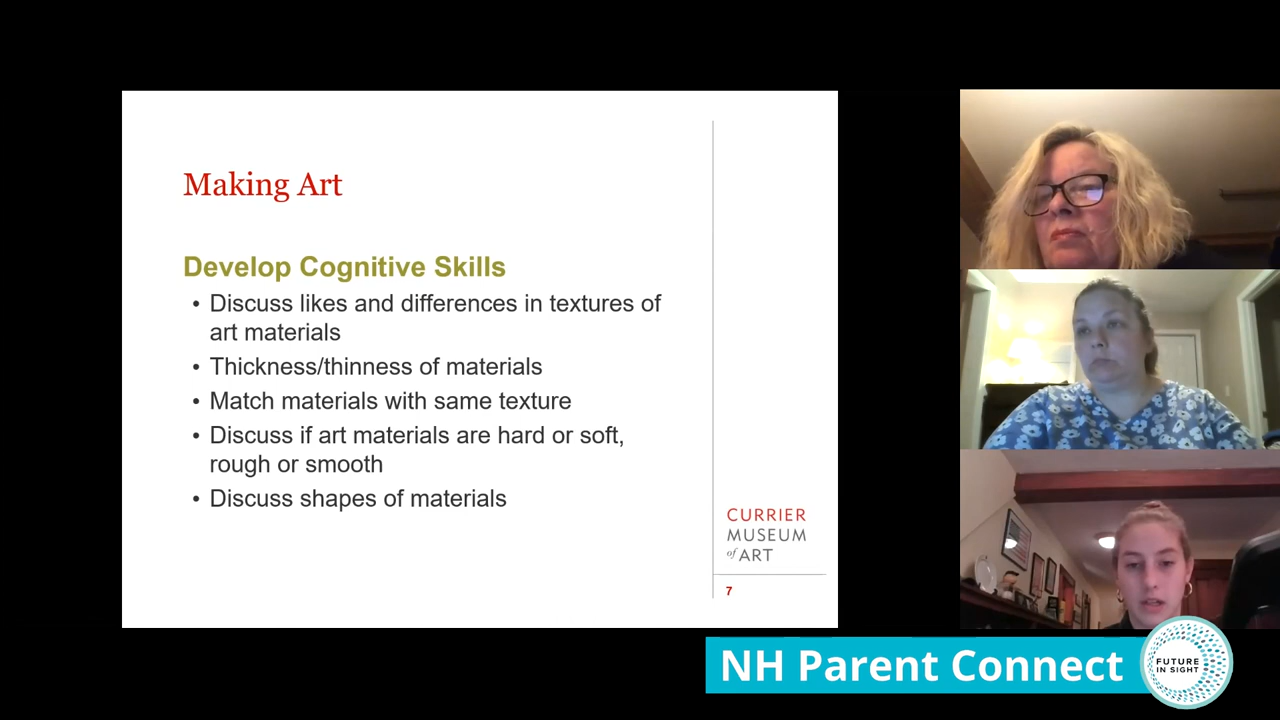 Making Art
Develop Cognitive Skills
• Discuss likes and differences in textures of
art materials
• Thickness/thinness of materials
• Match materials with same texture
• Discuss if art materials are hard or soft,
rough or smooth
• Discuss shapes of materials
CURRIER
MUSEUM
of ART
7
NH Parent Connect
FUTURE
IN SIGHT